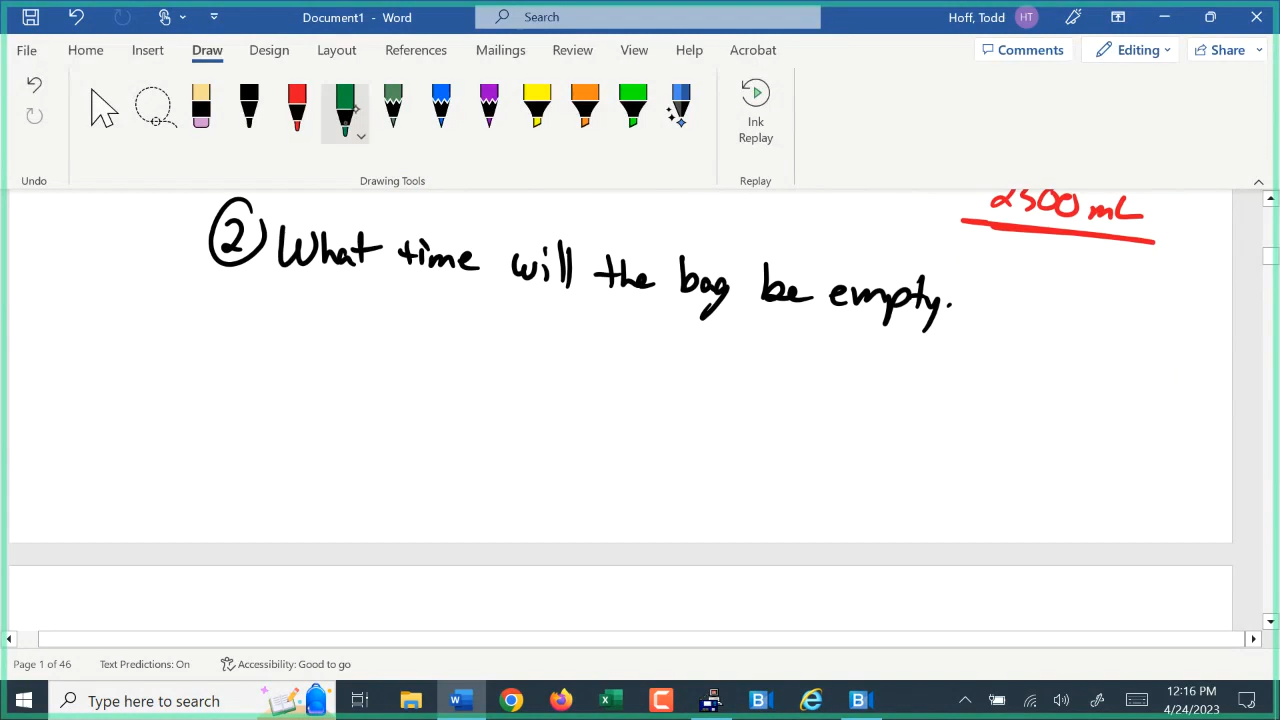 Document1 - Word
Search
Hoff, Todd
HT
File
Home
Insert
Draw
Design
Layout
References
Mailings
Review
View
Help
Acrobat
Comments
Editing
Share
Ink
Replay
Undo
Drawing Tools
Replay
2500 mL
② What time will the bag be empty.
Page 1 of 46
Text Predictions: On
Accessibility: Good to go
Type here to search
12:16 PM
4/24/2023